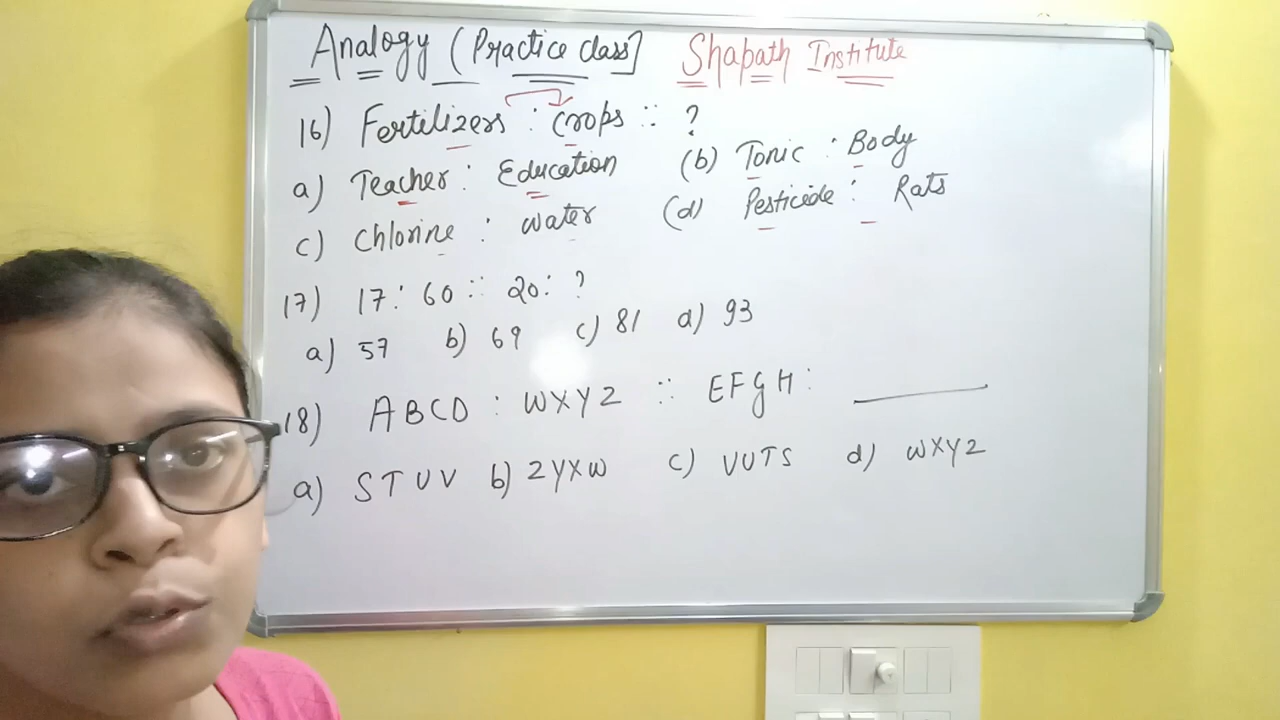 Analogy (Practice class] Shapath Institute
16) Fertilizers : Crops :: ?
a) Teacher : Education (b) Tonic : Body
c) Chlorine : water (d) Pesticide : Rats
17) 17 : 60 :: 20 : ?
a) 57 b) 69 c) 81 d) 93
18) ABCD : WXYZ :: EFGH : ______
a) STUV b) ZYXW c) VUTS d) WXYZ